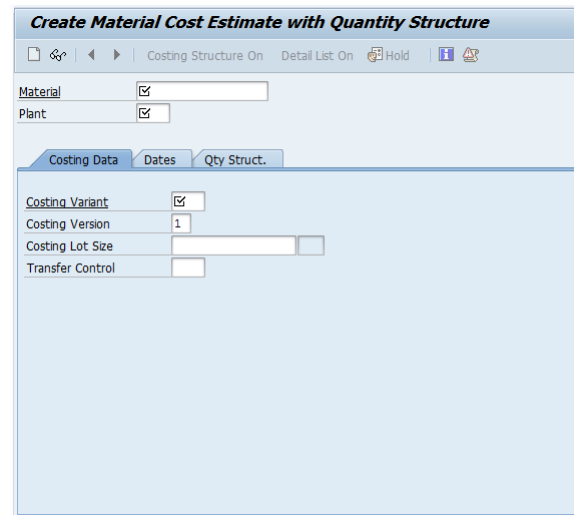 Create Material Cost Estimate with Quantity Structure
Costing Structure On Detail List On Hold
Material
Plant
Costing Data Dates Qty Struct.
Costing Variant
Costing Version 1
Costing Lot Size
Transfer Control